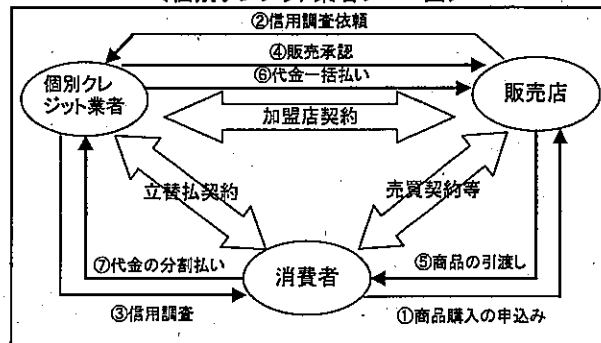 ②信用調査依頼
④販売承認
⑥代金一括払い
個別クレ
ジット業者
販売店
加盟店契約
立替払契約
売買契約等
⑦代金の分割払い
⑤商品の引渡し
消費者
③信用調査
①商品購入の申込み